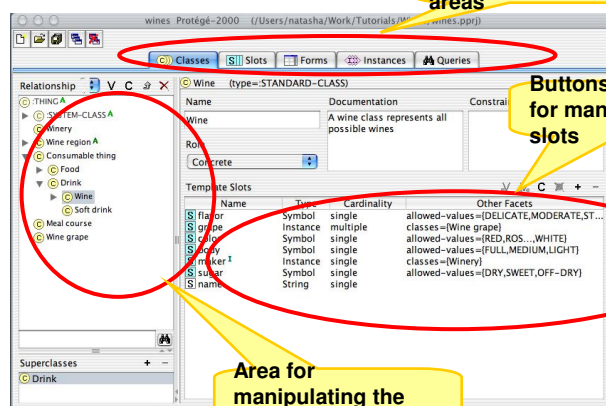 areas
wines Protégé-2000 (/Users/natasha/Work/Tutorials/
Classes Slots Forms Instances Queries
Relationship V C
:THING A
:SYSTEM-CLASS A
Winery
Wine region A
Consumable thing
Food
Drink
Wine
Soft drink
Meal course
Wine grape
Superclasses + -
Drink
Wine (type=:STANDARD-CLASS)
Name Documentation
Wine A wine class represents all
possible wines
Role
Concrete
Buttons
for man
slots
Template Slots V C + -
Name Type Cardinality Other Facets
flavor Symbol single allowed-values={DELICATE,MODERATE,ST...
grape Instance multiple classes={Wine grape}
color Symbol single allowed-values={RED,ROS...,WHITE}
body Symbol single allowed-values={FULL,MEDIUM,LIGHT}
maker I Instance single classes={Winery}
sugar Symbol single allowed-values={DRY,SWEET,OFF-DRY}
name String single
Area for
manipulating the